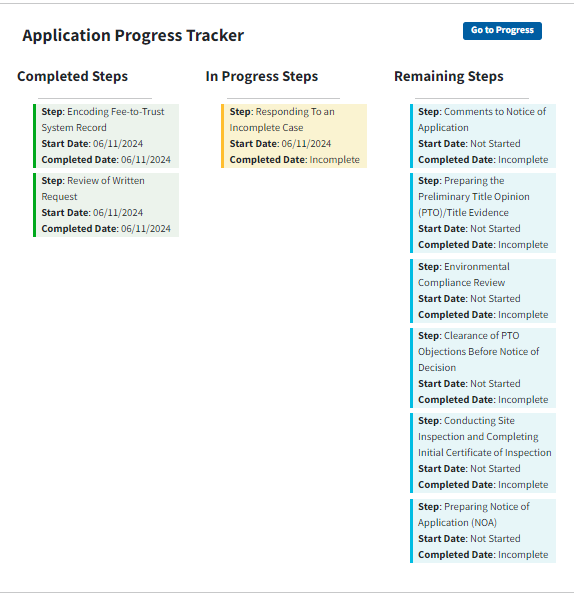 Application Progress Tracker
Go to Progress
Completed Steps
Step: Encoding Fee-to-Trust
System Record
Start Date: 06/11/2024
Completed Date: 06/11/2024
Step: Review of Written
Request
Start Date: 06/11/2024
Completed Date: 06/11/2024
In Progress Steps
Step: Responding To an
Incomplete Case
Start Date: 06/11/2024
Completed Date: Incomplete
Remaining Steps
Step: Comments to Notice of
Application
Start Date: Not Started
Completed Date: Incomplete
Step: Preparing the
Preliminary Title Opinion
(PTO)/Title Evidence
Start Date: Not Started
Completed Date: Incomplete
Step: Environmental
Compliance Review
Start Date: Not Started
Completed Date: Incomplete
Step: Clearance of PTO
Objections Before Notice of
Decision
Start Date: Not Started
Completed Date: Incomplete
Step: Conducting Site
Inspection and Completing
Initial Certificate of Inspection
Start Date: Not Started
Completed Date: Incomplete
Step: Preparing Notice of
Application (NOA)
Start Date: Not Started
Completed Date: Incomplete